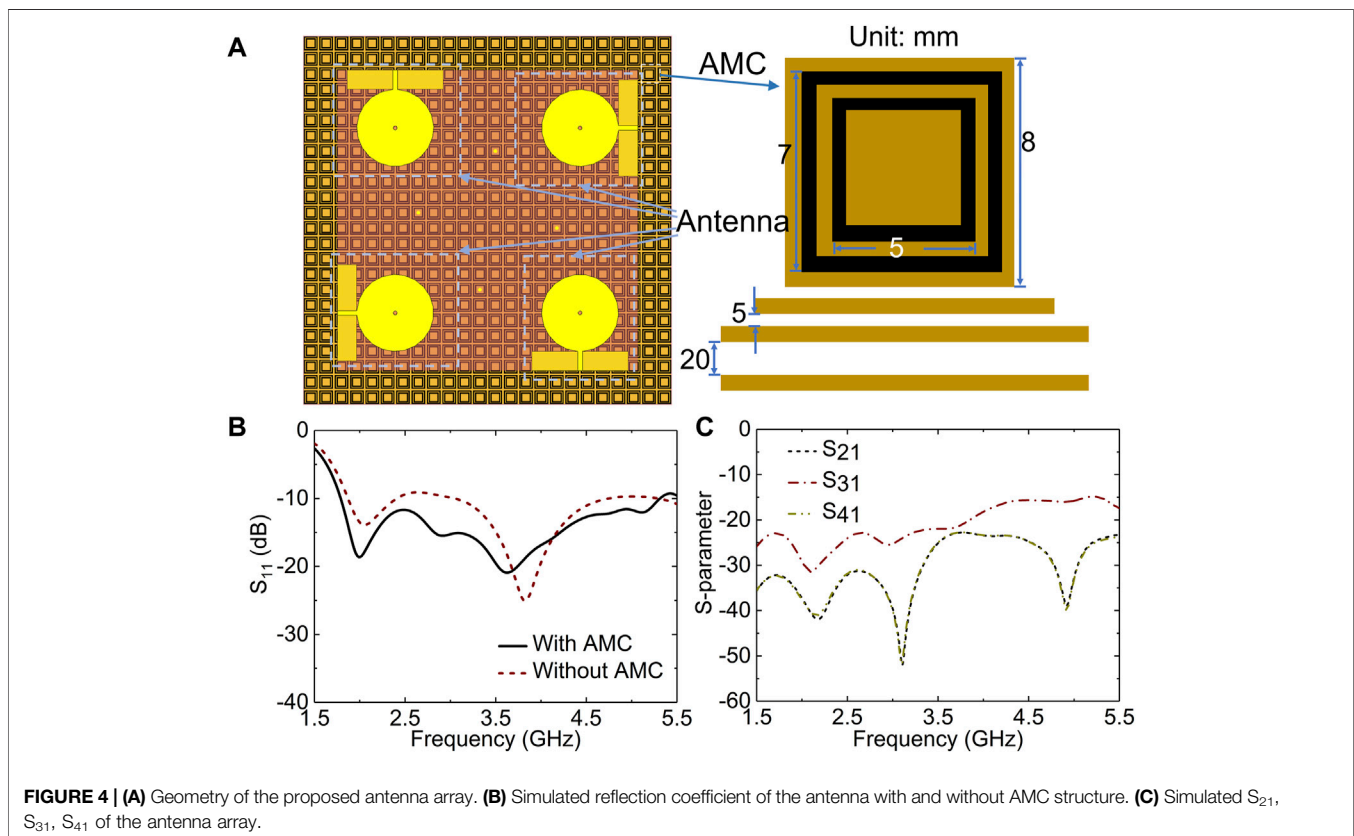 A
Unit: mm
AMC
7
8
5
Antenna
5
20
B
0
-10
-20
-30
-40
S₁₁ (dB)
With AMC
Without AMC
1.5
2.5
3.5
4.5
5.5
Frequency (GHz)
C
0
-10
-20
-30
-40
-50
-60
S-parameter
S₂₁
S₃₁
S₄₁
1.5
2.5
3.5
4.5
5.5
Frequency (GHz)
FIGURE 4 | (A) Geometry of the proposed antenna array. (B) Simulated reflection coefficient of the antenna with and without AMC structure. (C) Simulated S₂₁,
S₃₁, S₄₁ of the antenna array.